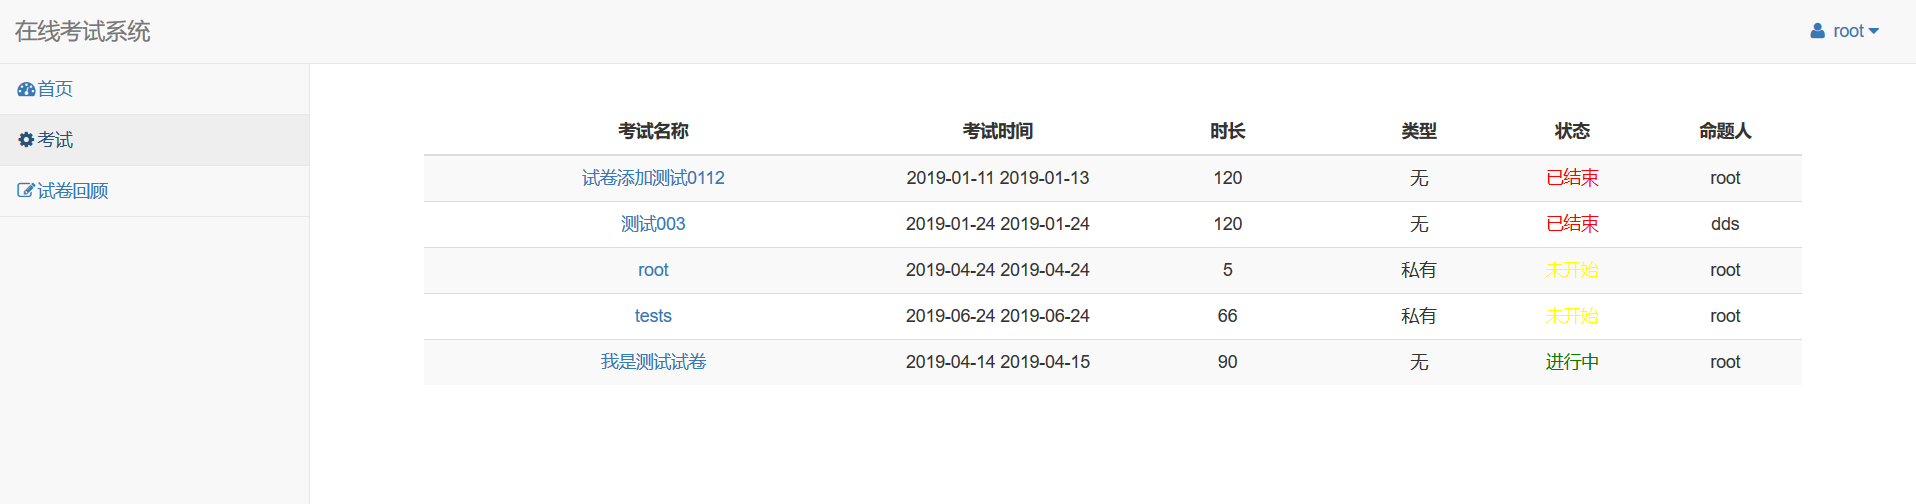 在线考试系统 root
首页
考试
试卷回顾
考试名称 考试时间 时长 类型 状态 命题人
试卷添加测试0112 2019-01-11 2019-01-13 120 无 已结束 root
测试003 2019-01-24 2019-01-24 120 无 已结束 dds
root 2019-04-24 2019-04-24 5 私有 未开始 root
tests 2019-06-24 2019-06-24 66 私有 未开始 root
我是测试试卷 2019-04-14 2019-04-15 90 无 进行中 root